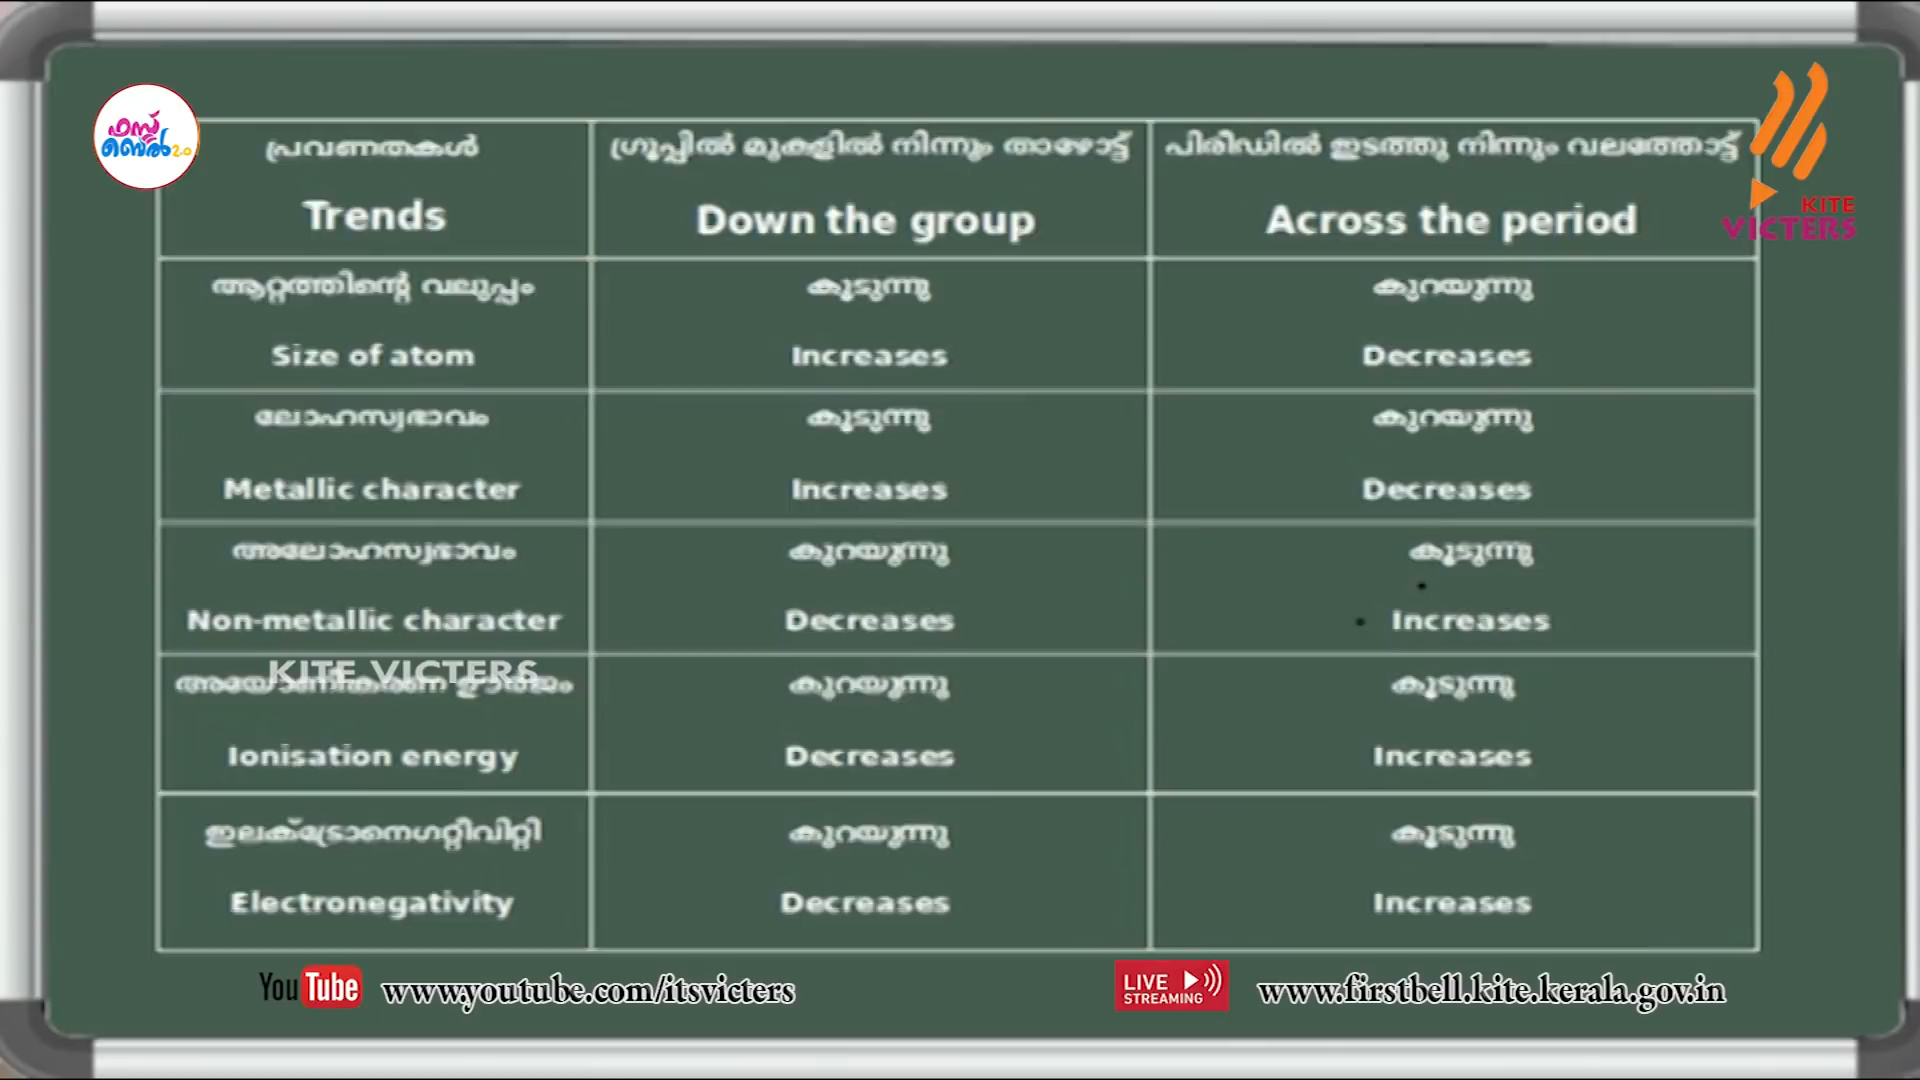 ഫസ്റ്റ്
ബെൽ 2.0
KITE
VICTERS
പ്രവണതകൾ ഗ്രൂപ്പിൽ മുകളിൽ നിന്നും താഴോട്ട് പിരീഡിൽ ഇടത്തു നിന്നും വലത്തോട്ട്
Trends Down the group Across the period
ആറ്റത്തിന്റെ വലുപ്പം കൂടുന്നു കുറയുന്നു
Size of atom Increases Decreases
ലോഹസ്വഭാവം കൂടുന്നു കുറയുന്നു
Metallic character Increases Decreases
അലോഹസ്വഭാവം കുറയുന്നു കൂടുന്നു
Non-metallic character Decreases Increases
KITE VICTERS
അയോണീകരണ ഊർജം കുറയുന്നു കൂടുന്നു
Ionisation energy Decreases Increases
ഇലക്ട്രോനെഗറ്റീവിറ്റി കുറയുന്നു കൂടുന്നു
Electronegativity Decreases Increases
YouTube www.youtube.com/itsvicters
LIVE
STREAMING
www.firstbell.kite.kerala.gov.in